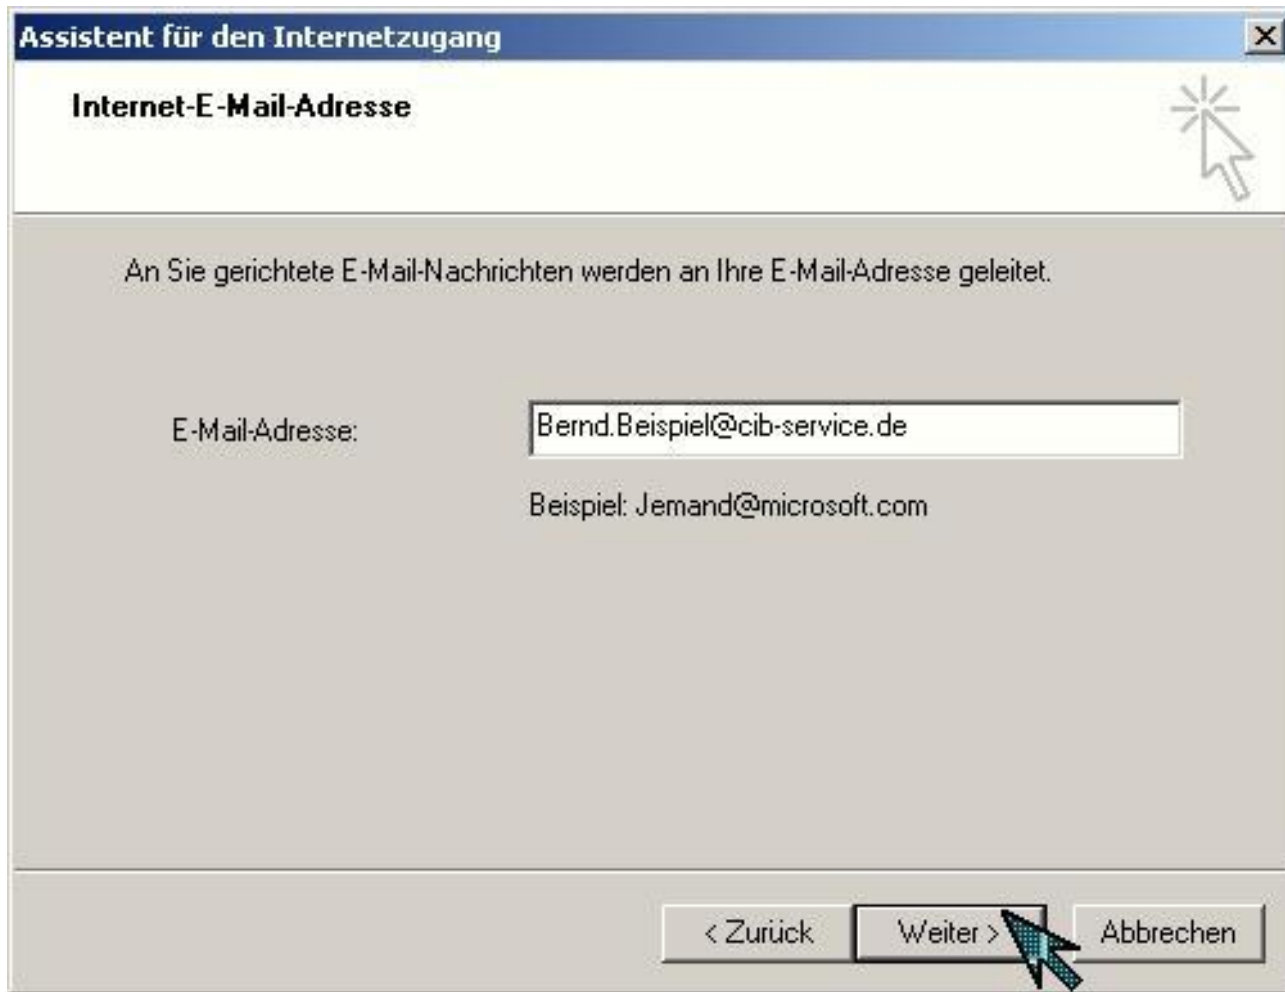 Assistent für den Internetzugang
Internet-E-Mail-Adresse
An Sie gerichtete E-Mail-Nachrichten werden an Ihre E-Mail-Adresse geleitet.
E-Mail-Adresse: Bernd.Beispiel@cib-service.de
Beispiel: Jemand@microsoft.com
< Zurück Weiter > Abbrechen